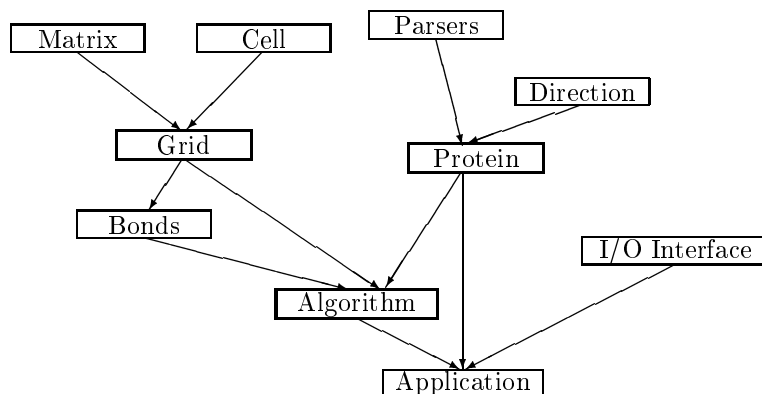 Parsers
Matrix
Cell
Direction
Grid
Protein
Bonds
I/O Interface
Algorithm
Application